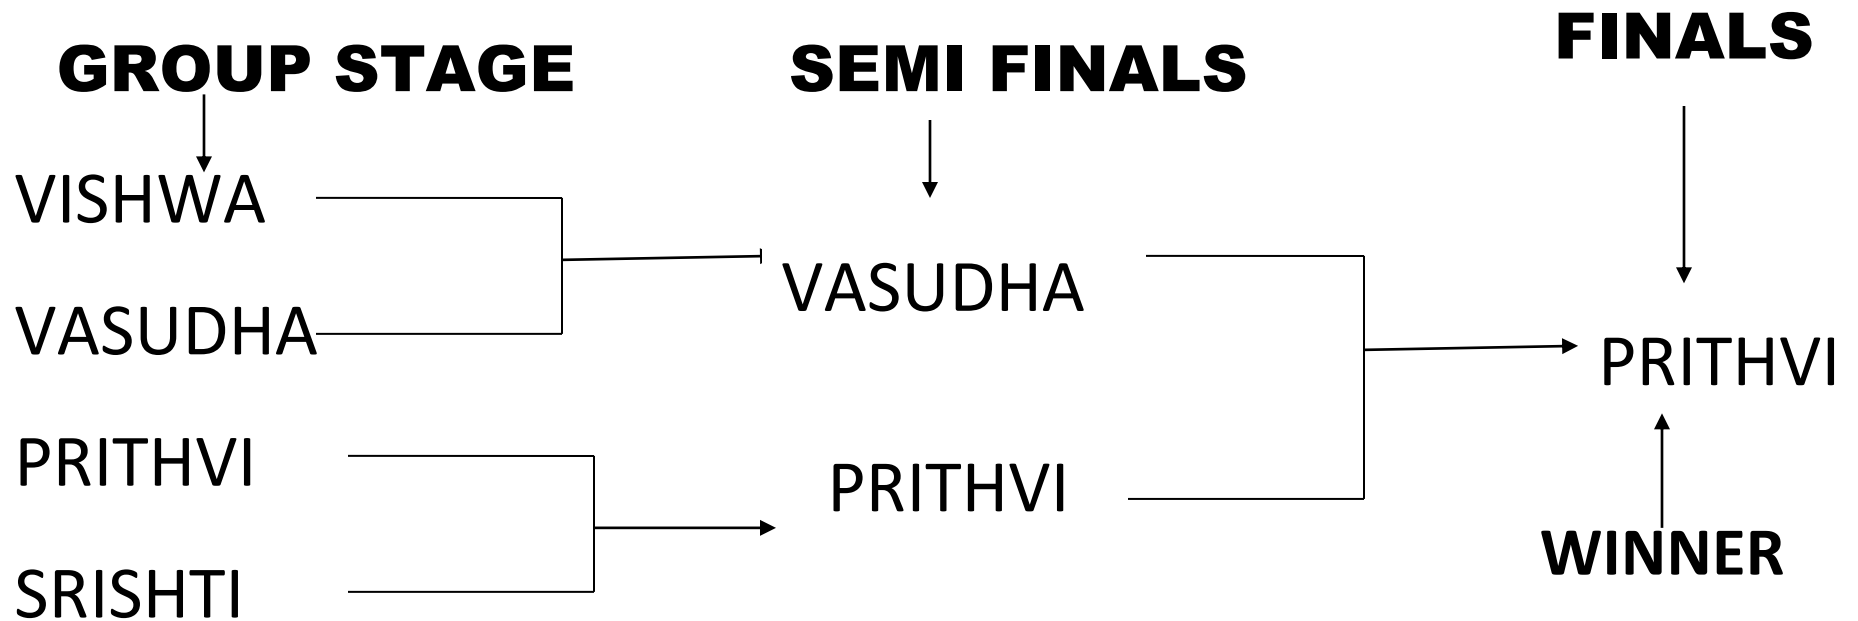 GROUP STAGE
SEMI FINALS
FINALS
VISHWA
VASUDHA
PRITHVI
SRISHTI
VASUDHA
PRITHVI
PRITHVI
WINNER